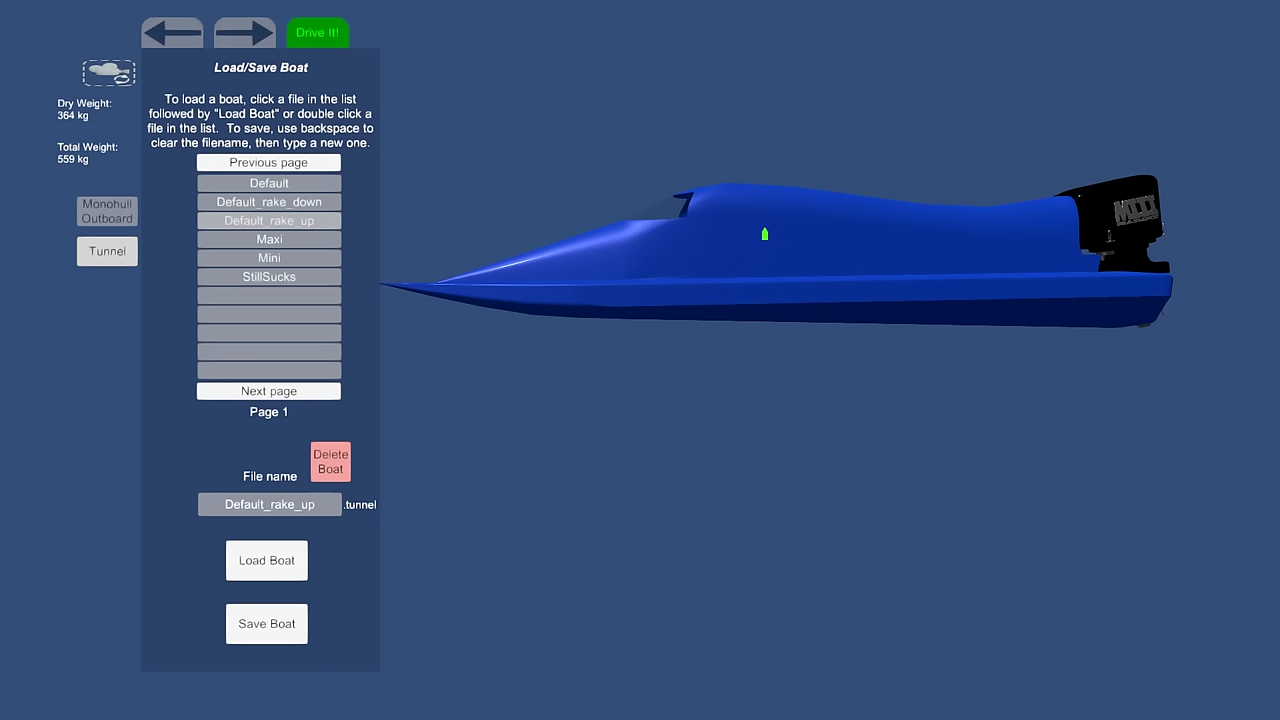 Drive It!
Load/Save Boat
To load a boat, click a file in the list
followed by "Load Boat" or double click a
file in the list.  To save, use backspace to
clear the filename, then type a new one.
Dry Weight:
364 kg
Total Weight:
559 kg
Monohull
Outboard
Tunnel
Previous page
Default
Default_rake_down
Default_rake_up
Maxi
Mini
StillSucks
Next page
Page 1
Delete
Boat
File name
Default_rake_up .tunnel
Load Boat
Save Boat